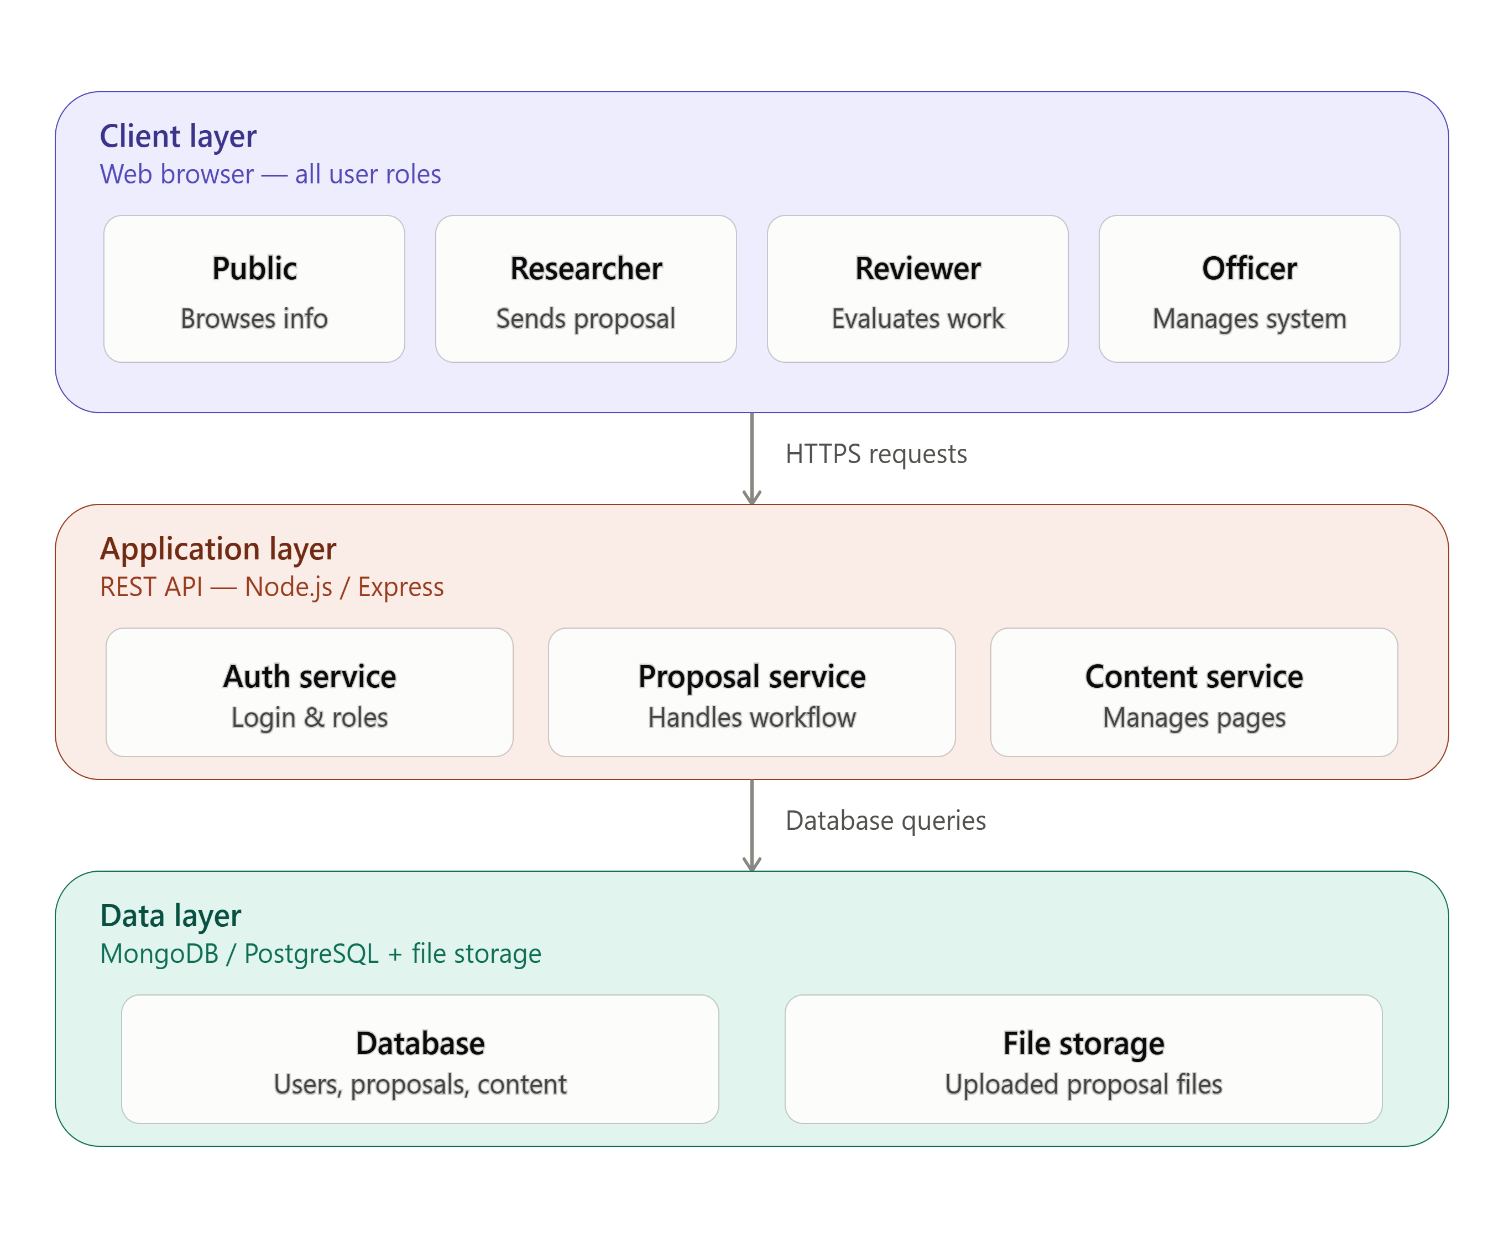 Client layer
Web browser — all user roles
Public
Browses info
Researcher
Sends proposal
Reviewer
Evaluates work
Officer
Manages system
HTTPS requests
Application layer
REST API — Node.js / Express
Auth service
Login & roles
Proposal service
Handles workflow
Content service
Manages pages
Database queries
Data layer
MongoDB / PostgreSQL + file storage
Database
Users, proposals, content
File storage
Uploaded proposal files